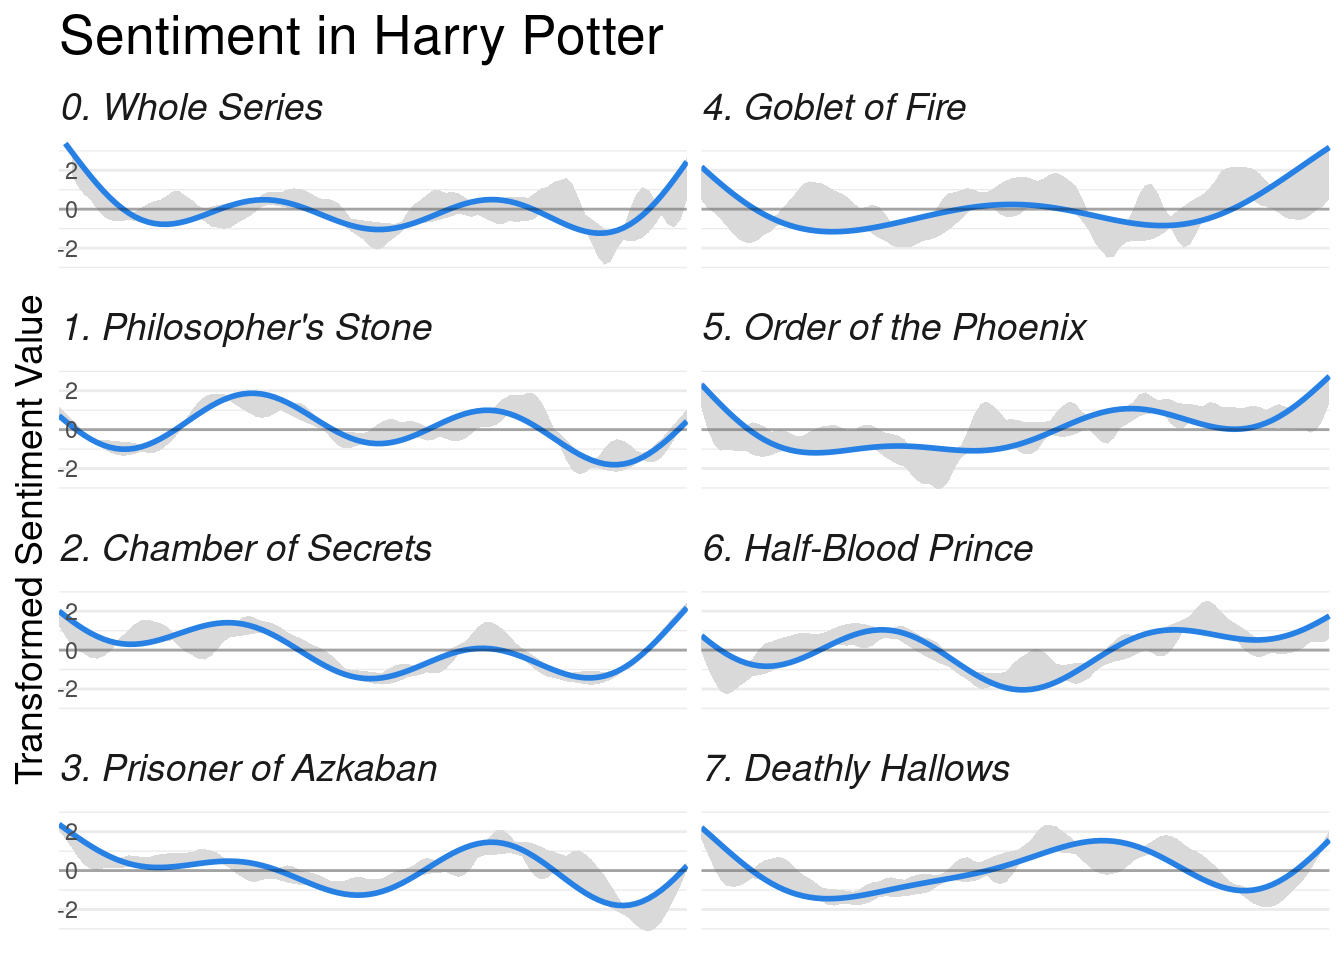 Sentiment in Harry Potter
Transformed Sentiment Value
0. Whole Series
2
0
-2
1. Philosopher's Stone
2
0
-2
2. Chamber of Secrets
2
0
-2
3. Prisoner of Azkaban
2
0
-2
4. Goblet of Fire
5. Order of the Phoenix
6. Half-Blood Prince
7. Deathly Hallows